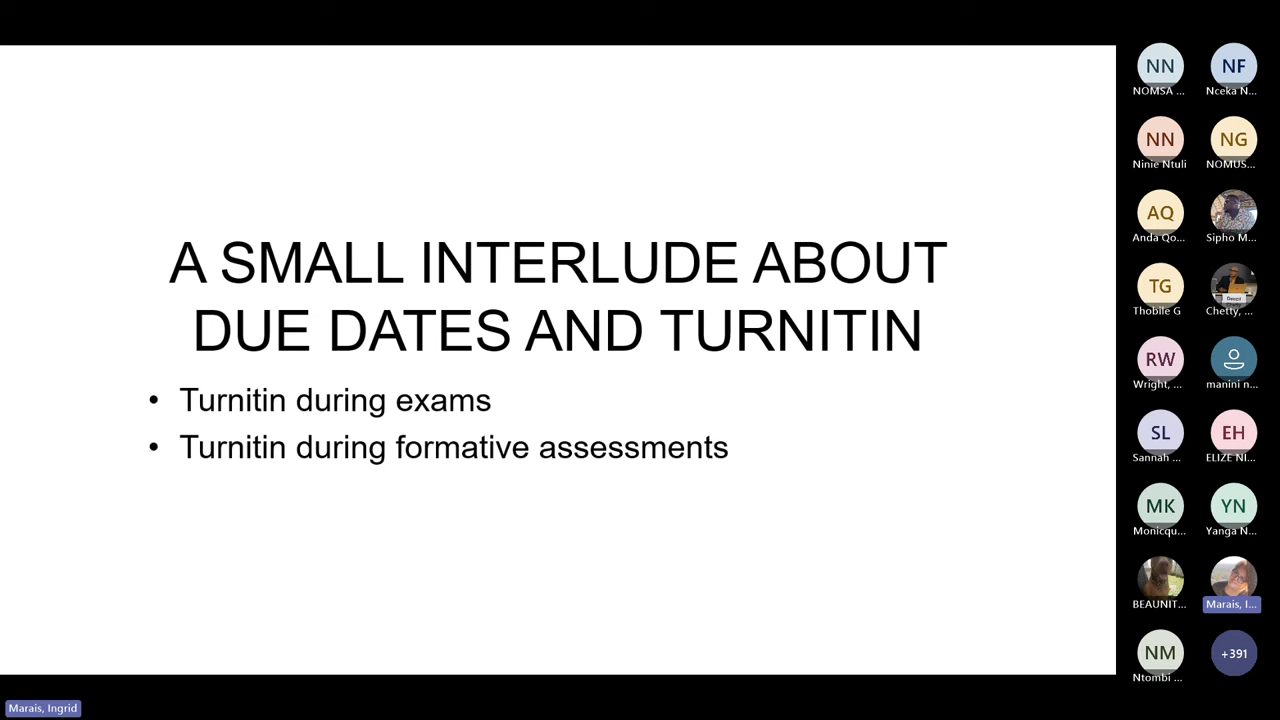 A SMALL INTERLUDE ABOUT
DUE DATES AND TURNITIN
• Turnitin during exams
• Turnitin during formative assessments
NN
NOMSA ...
NF
Nceka N...
NN
Ninie Ntuli
NG
NOMUS...
AQ
Anda Qo...
Sipho M...
TG
Thobile G
Chetty, ...
RW
Wright, ...
manini n...
SL
Sannah ...
EH
ELIZE NI...
MK
Monicqu...
YN
Yanga N...
BEAUNIT...
Marais, I...
NM
Ntombi ...
+391
Marais, Ingrid